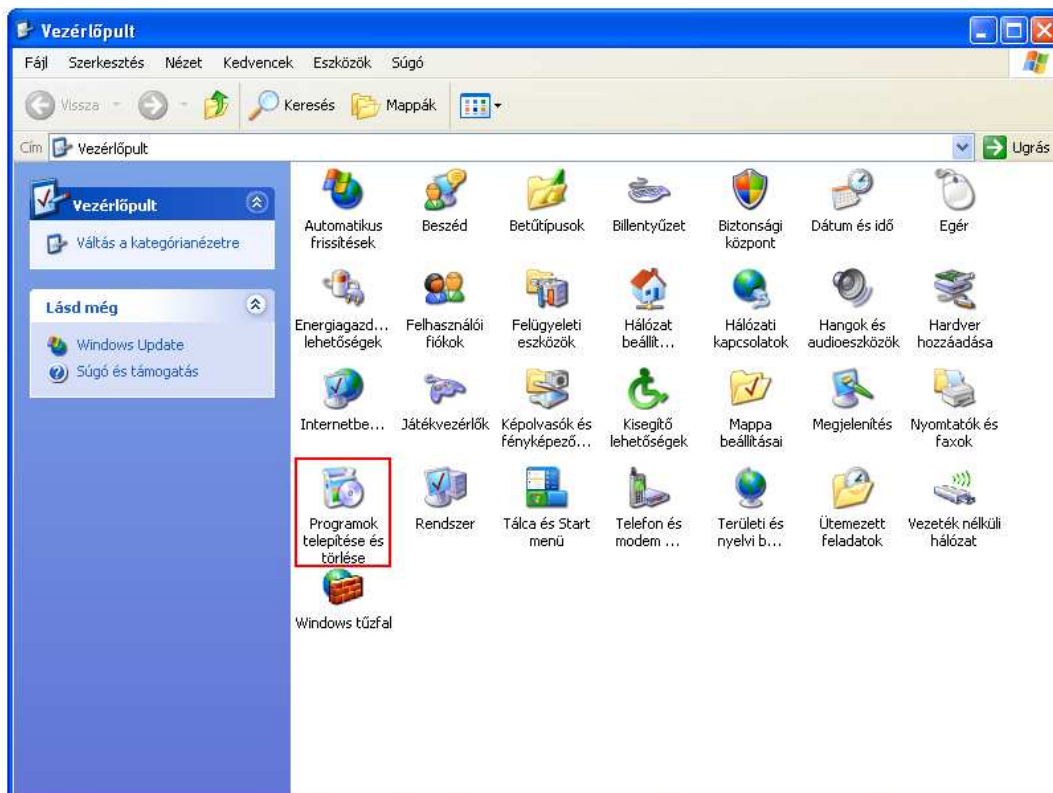 Vezérlőpult
Fájl Szerkesztés Nézet Kedvencek Eszközök Súgó
Vissza Keresés Mappák
Cím Vezérlőpult Ugrás
Vezérlőpult
Váltás a kategórianézetre
Lásd még
Windows Update
Súgó és támogatás
Automatikus frissítések
Beszéd
Betűtípusok
Billentyűzet
Biztonsági központ
Dátum és idő
Egér
Energiagazd... lehetőségek
Felhasználói fiókok
Felügyeleti eszközök
Hálózat beállít...
Hálózati kapcsolatok
Hangok és audioeszközök
Hardver hozzáadása
Internetbe...
Játékvezérlők
Képolvasók és fényképező...
Kisegítő lehetőségek
Mappa beállításai
Megjelenítés
Nyomtatók és faxok
Programok telepítése és törlése
Rendszer
Tálca és Start menü
Telefon és modem ...
Területi és nyelvi b...
Ütemezett feladatok
Vezeték nélküli hálózat
Windows tűzfal